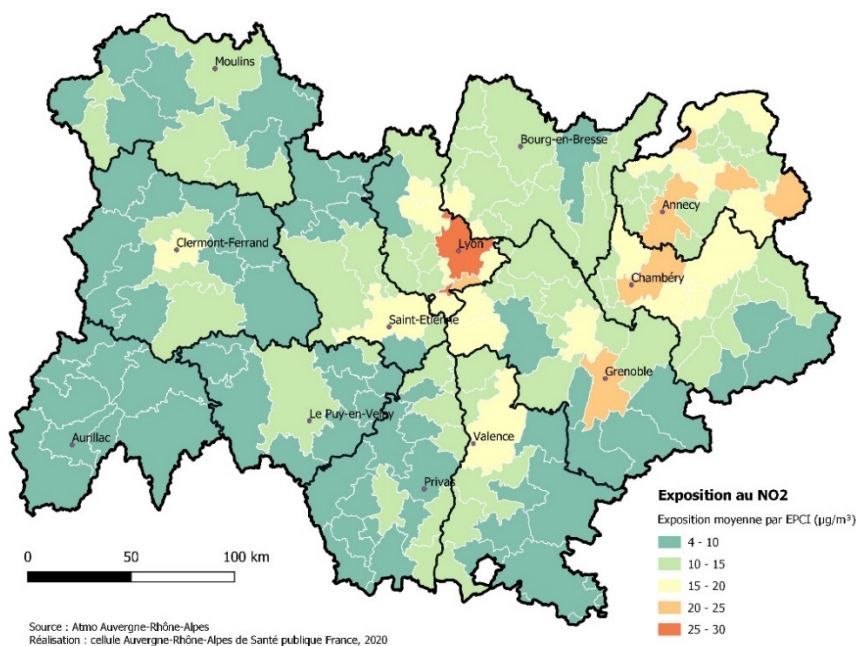 Moulins
Bourg-en-Bresse
Annecy
Clermont-Ferrand
Lyon
Chambéry
Saint-Etienne
Grenoble
Le Puy-en-Velay
Aurillac
Valence
Privas
Exposition au NO2
Exposition moyenne par EPCI (µg/m³)
4 - 10
10 - 15
15 - 20
20 - 25
25 - 30
0 50 100 km
Source : Atmo Auvergne-Rhône-Alpes
Réalisation : cellule Auvergne-Rhône-Alpes de Santé publique France, 2020